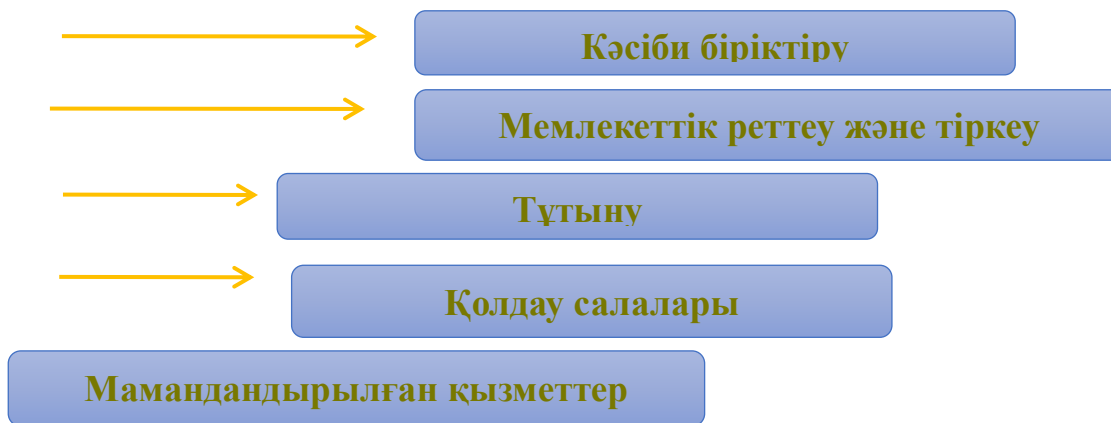 Кәсіби біріктіру
Мемлекеттік реттеу және тіркеу
Тұтыну
Қолдау салалары
Мамандандырылған қызметтер